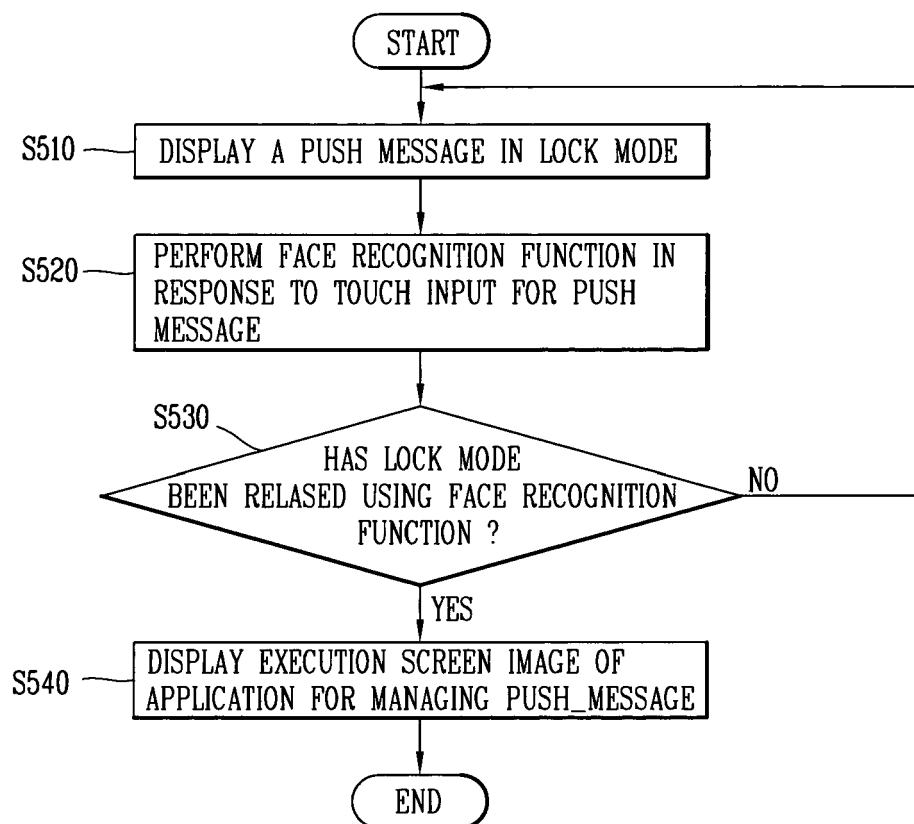 START
S510
DISPLAY A PUSH MESSAGE IN LOCK MODE
S520
PERFORM FACE RECOGNITION FUNCTION IN
RESPONSE TO TOUCH INPUT FOR PUSH
MESSAGE
S530
HAS LOCK MODE
BEEN RELASED USING FACE RECOGNITION
FUNCTION ?
NO
YES
S540
DISPLAY EXECUTION SCREEN IMAGE OF
APPLICATION FOR MANAGING PUSH_MESSAGE
END